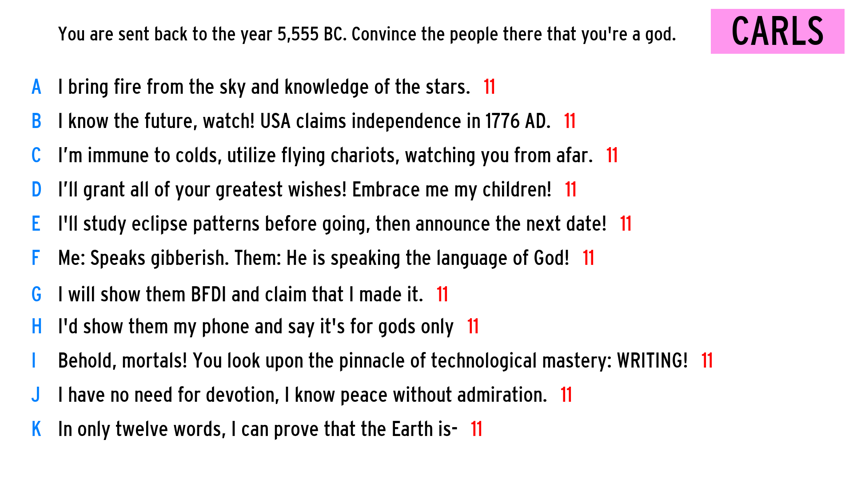 You are sent back to the year 5,555 BC. Convince the people there that you're a god.
CARLS
A I bring fire from the sky and knowledge of the stars. 11
B I know the future, watch! USA claims independence in 1776 AD. 11
C I’m immune to colds, utilize flying chariots, watching you from afar. 11
D I’ll grant all of your greatest wishes! Embrace me my children! 11
E I'll study eclipse patterns before going, then announce the next date! 11
F Me: Speaks gibberish. Them: He is speaking the language of God! 11
G I will show them BFDI and claim that I made it. 11
H I'd show them my phone and say it's for gods only 11
I Behold, mortals! You look upon the pinnacle of technological mastery: WRITING! 11
J I have no need for devotion, I know peace without admiration. 11
K In only twelve words, I can prove that the Earth is- 11